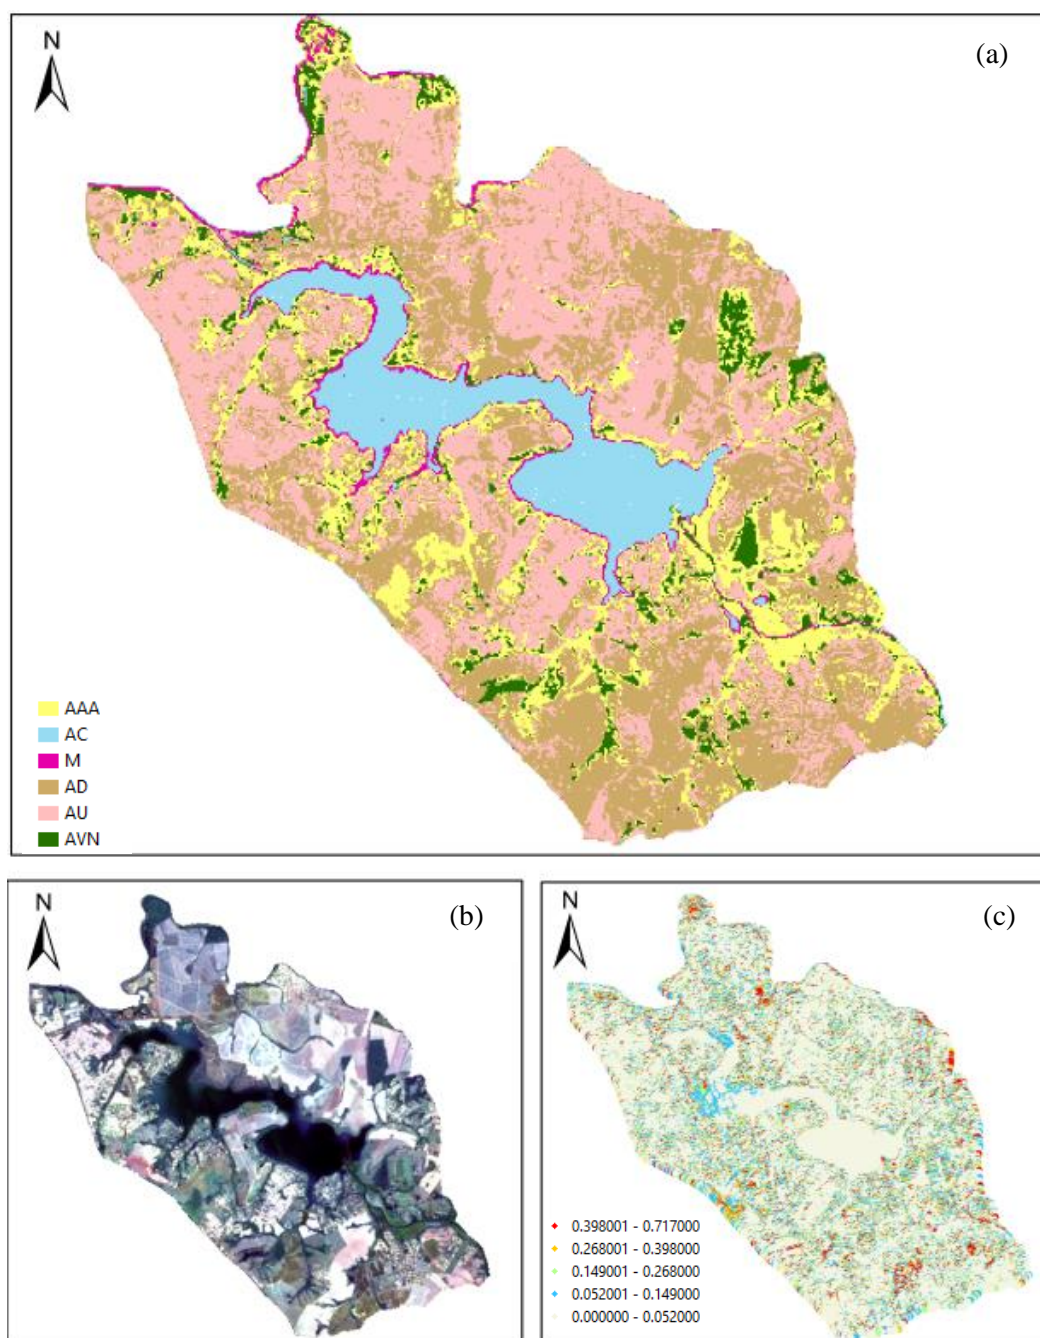 N
(a)
AAA
AC
M
AD
AU
AVN
N
(b)
N
(c)
0.398001 - 0.717000
0.268001 - 0.398000
0.149001 - 0.268000
0.052001 - 0.149000
0.000000 - 0.052000